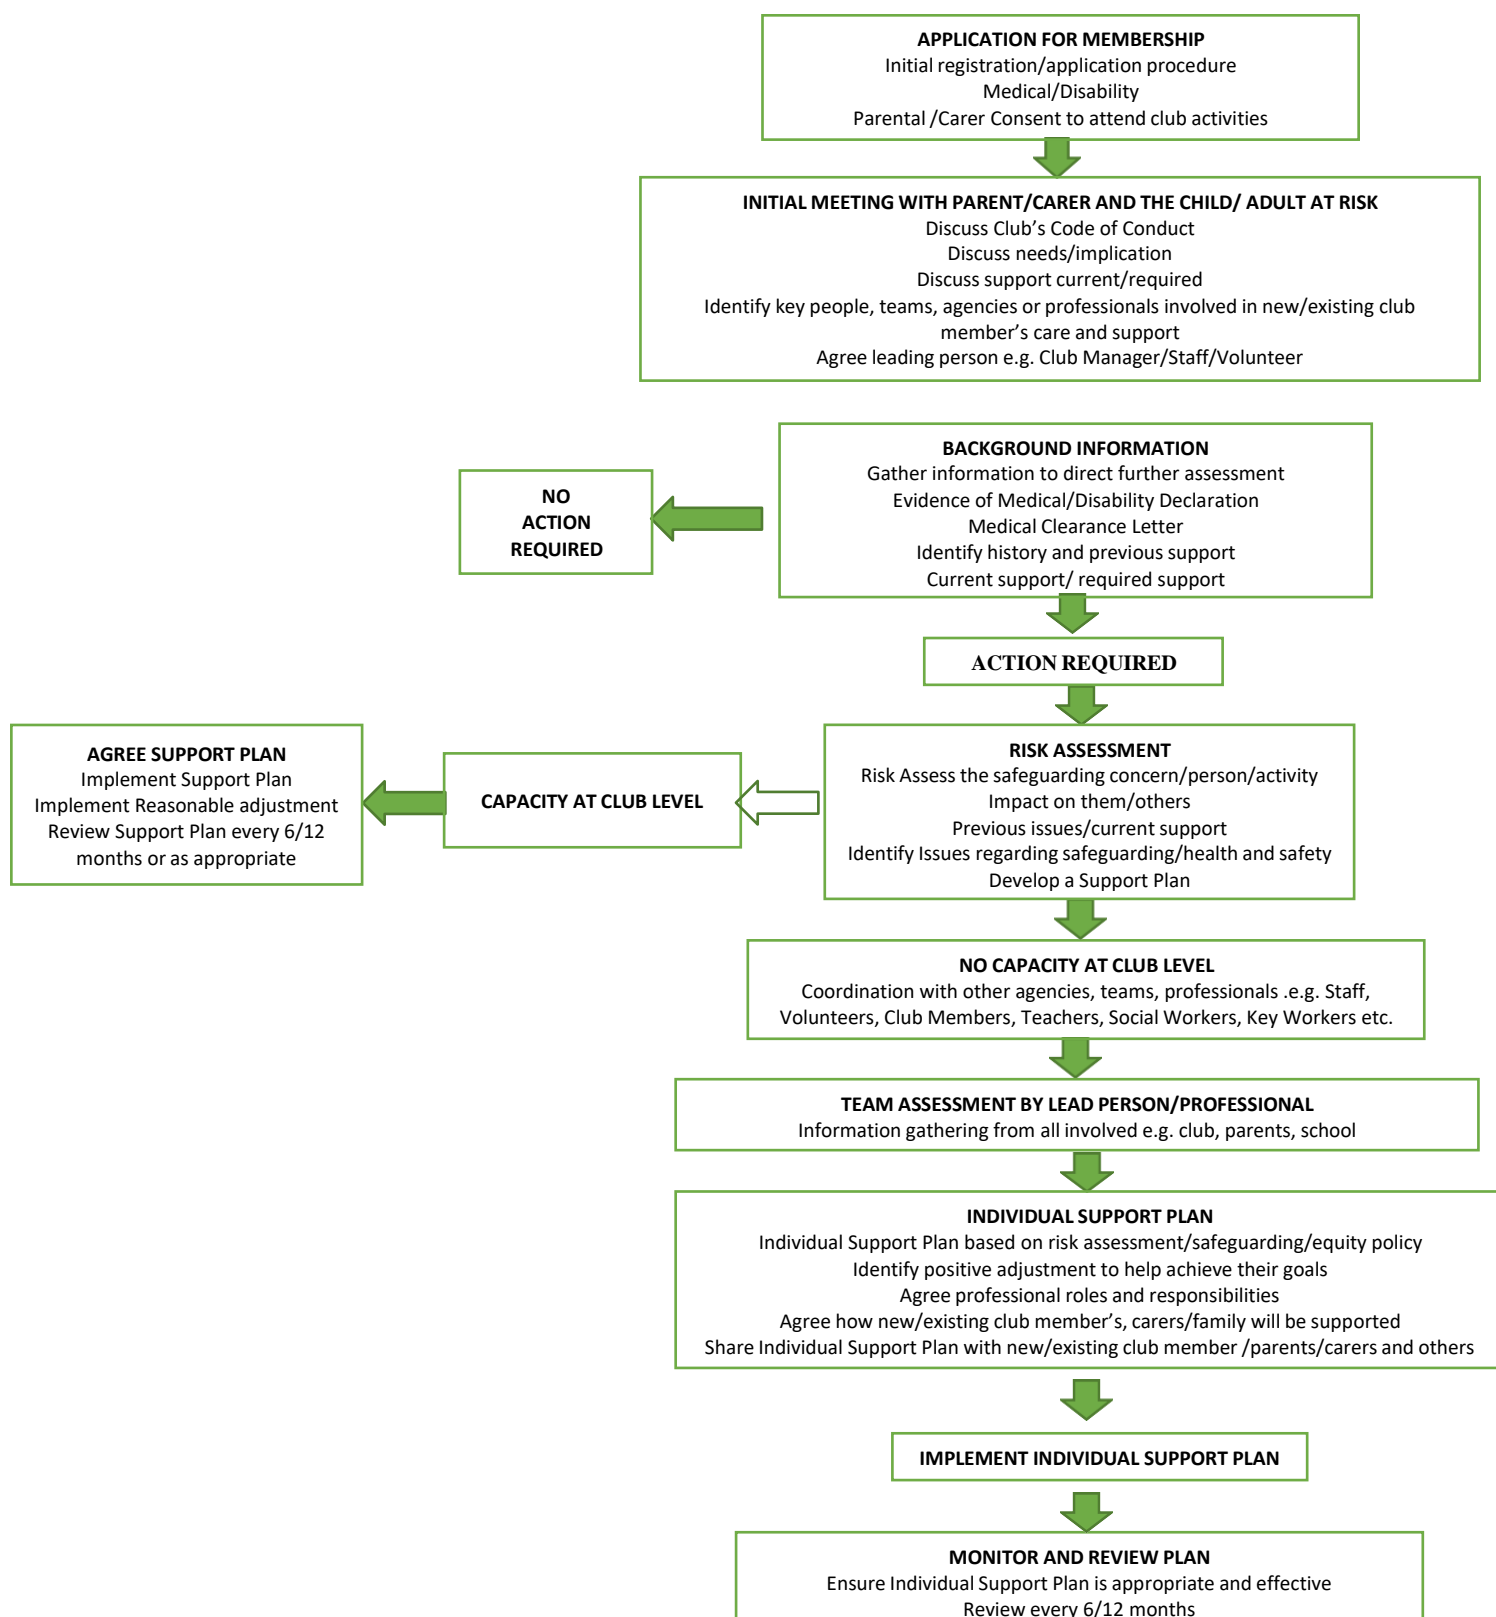 APPLICATION FOR MEMBERSHIP
Initial registration/application procedure
Medical/Disability
Parental /Carer Consent to attend club activities
INITIAL MEETING WITH PARENT/CARER AND THE CHILD/ ADULT AT RISK
Discuss Club’s Code of Conduct
Discuss needs/implication
Discuss support current/required
Identify key people, teams, agencies or professionals involved in new/existing club
member’s care and support
Agree leading person e.g. Club Manager/Staff/Volunteer
BACKGROUND INFORMATION
Gather information to direct further assessment
Evidence of Medical/Disability Declaration
Medical Clearance Letter
Identify history and previous support
Current support/ required support
NO
ACTION
REQUIRED
ACTION REQUIRED
RISK ASSESSMENT
Risk Assess the safeguarding concern/person/activity
Impact on them/others
Previous issues/current support
Identify Issues regarding safeguarding/health and safety
Develop a Support Plan
CAPACITY AT CLUB LEVEL
AGREE SUPPORT PLAN
Implement Support Plan
Implement Reasonable adjustment
Review Support Plan every 6/12
months or as appropriate
NO CAPACITY AT CLUB LEVEL
Coordination with other agencies, teams, professionals .e.g. Staff,
Volunteers, Club Members, Teachers, Social Workers, Key Workers etc.
TEAM ASSESSMENT BY LEAD PERSON/PROFESSIONAL
Information gathering from all involved e.g. club, parents, school
INDIVIDUAL SUPPORT PLAN
Individual Support Plan based on risk assessment/safeguarding/equity policy
Identify positive adjustment to help achieve their goals
Agree professional roles and responsibilities
Agree how new/existing club member’s, carers/family will be supported
Share Individual Support Plan with new/existing club member /parents/carers and others
IMPLEMENT INDIVIDUAL SUPPORT PLAN
MONITOR AND REVIEW PLAN
Ensure Individual Support Plan is appropriate and effective
Review every 6/12 months